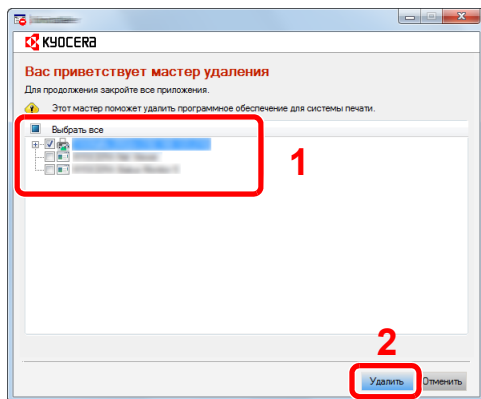 KYOCERA
Вас приветствует мастер удаления
Для продолжения закройте все приложения.
Этот мастер поможет удалить программное обеспечение для системы печати.
Выбрать все
1
2
Удалить Отменить